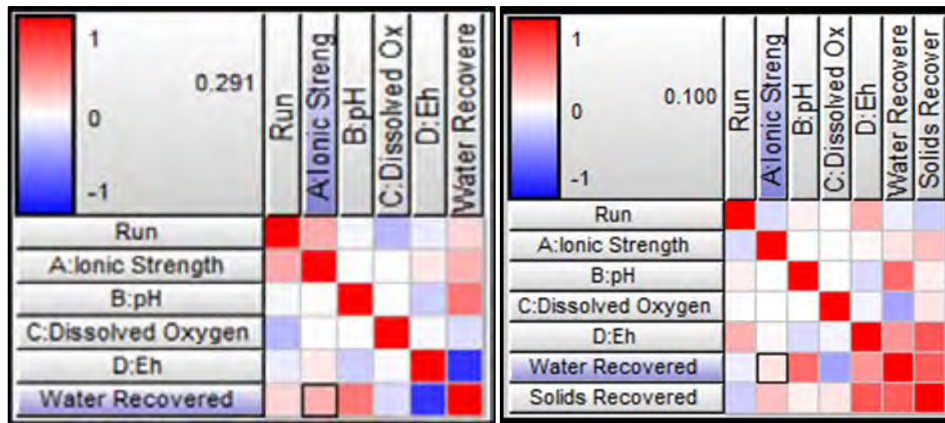 1
0.291
0
-1
Run
A:Ionic Streng
B:pH
C:Dissolved Ox
D:Eh
Water Recovere
Run
A:Ionic Strength
B:pH
C:Dissolved Oxygen
D:Eh
Water Recovered
1
0.100
0
-1
Run
A:Ionic Streng
B:pH
C:Dissolved Ox
D:Eh
Water Recovere
Solids Recover
Run
A:Ionic Strength
B:pH
C:Dissolved Oxygen
D:Eh
Water Recovered
Solids Recovered